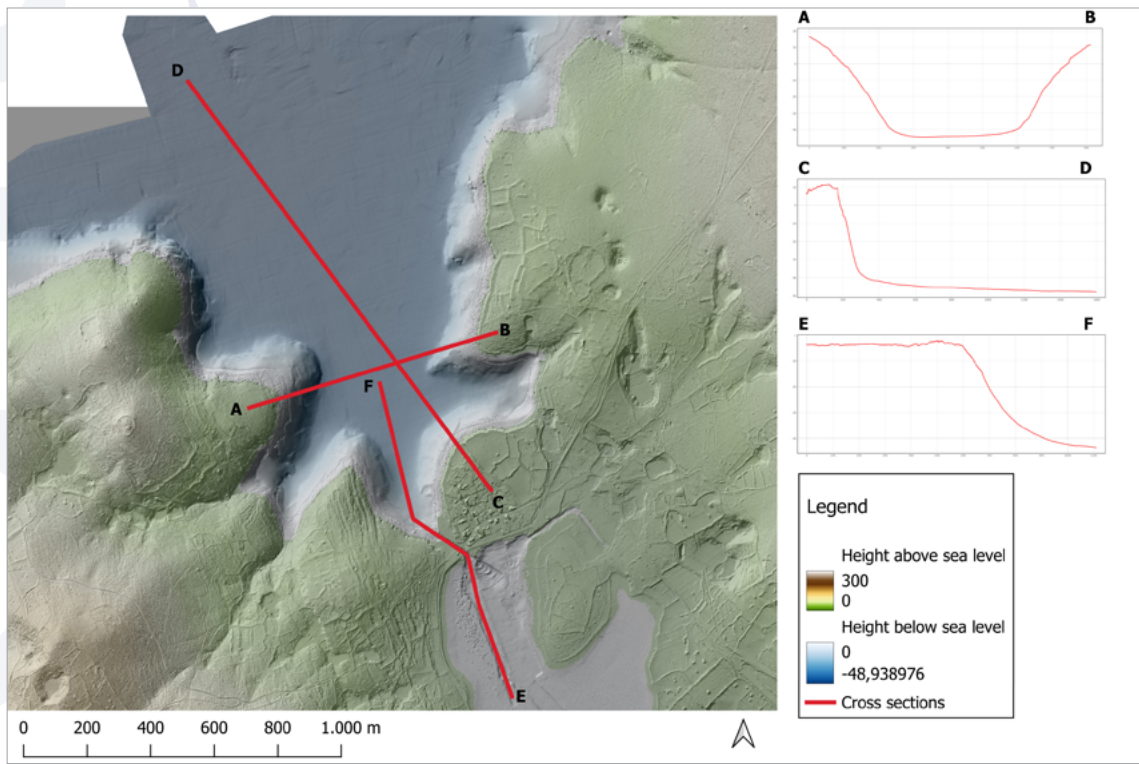 A B
D
C D
B
F
A
E F
C
Legend
Height above sea level
300
0
Height below sea level
0
-48,938976
Cross sections
E
0 200 400 600 800 1.000 m